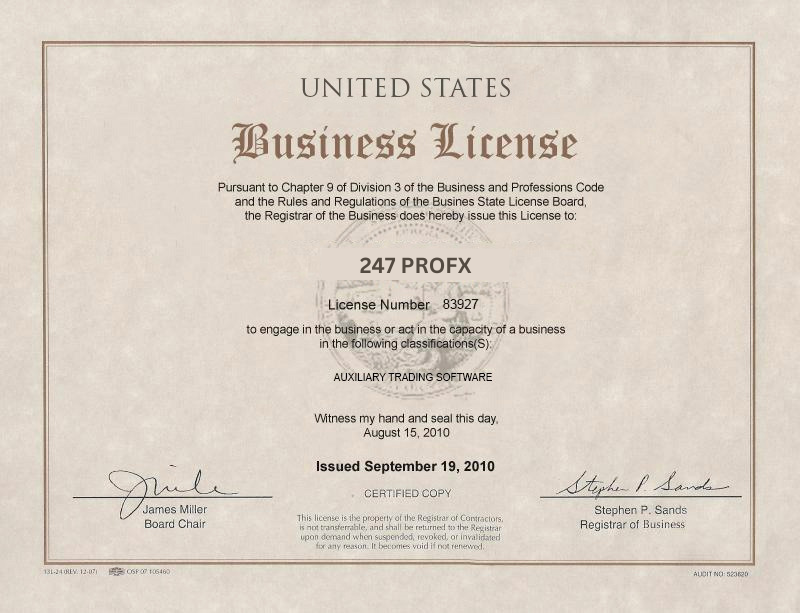 UNITED STATES
Business License
Pursuant to Chapter 9 of Division 3 of the Business and Professions Code
and the Rules and Regulations of the Busines State License Board,
the Registrar of the Business does hereby issue this License to:
247 PROFX
License Number 83927
to engage in the business or act in the capacity of a business
in the following classifications(S):
AUXILIARY TRADING SOFTWARE
Witness my hand and seal this day,
August 15, 2010
Issued September 19, 2010
CERTIFIED COPY
Stephen P. Sands
James Miller
Board Chair
Stephen P. Sands
Registrar of Business
This license is the property of the Registrar of Contractors,
is not transferrable, and shall be returned to the Registrar
upon demand when suspended, revoked, or invalidated
for any reason. It becomes void if not renewed.
13L-24 (REV. 12-07) OSP 07 105460
AUDIT NO: 523620